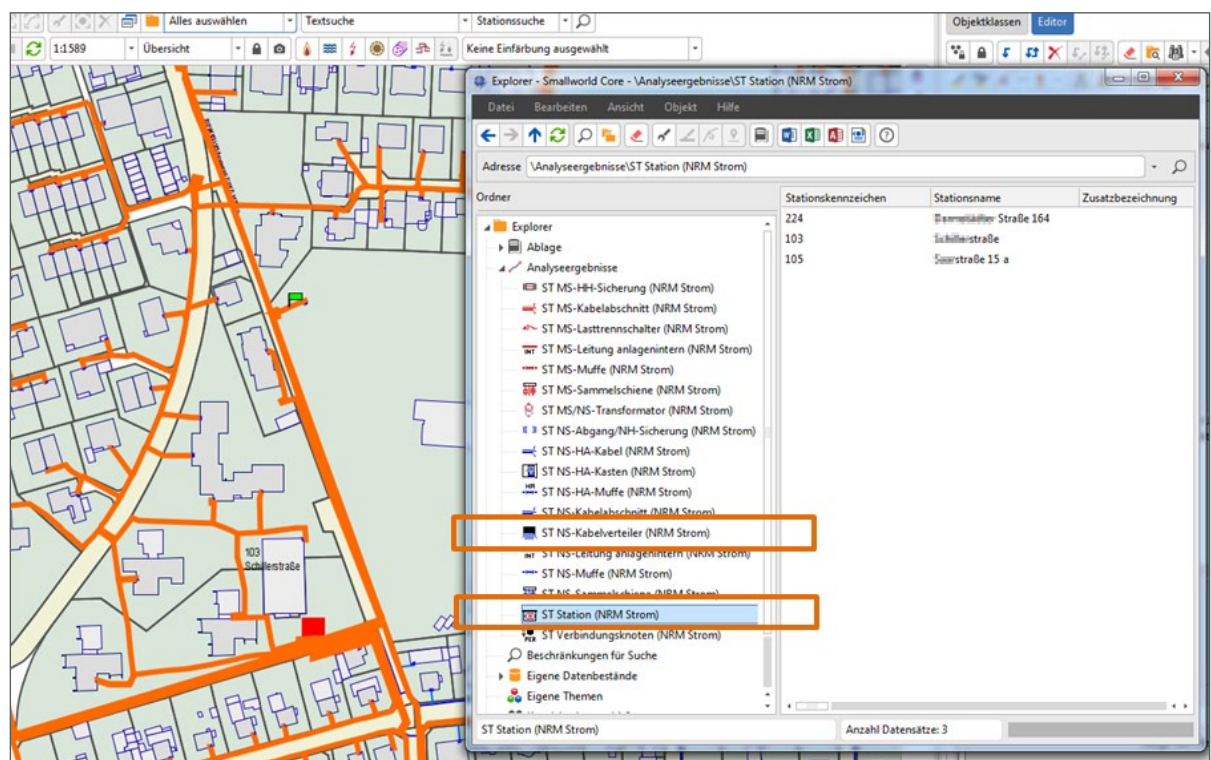 Alles auswählen
Textsuche
Stationssuche
Objektklassen
Editor
1:1589
Übersicht
Keine Einfärbung ausgewählt
Explorer - Smallworld Core - \Analyseergebnisse\ST Station (NRM Strom)
Datei Bearbeiten Ansicht Objekt Hilfe
Adresse \Analyseergebnisse\ST Station (NRM Strom)
Ordner
Stationskennzeichen Stationsname Zusatzbezeichnung
224 Straße 164
103 straße
105 straße 15 a
Explorer
Ablage
Analyseergebnisse
ST MS-HH-Sicherung (NRM Strom)
ST MS-Kabelabschnitt (NRM Strom)
ST MS-Lasttrennschalter (NRM Strom)
ST MS-Leitung anlagenintern (NRM Strom)
ST MS-Muffe (NRM Strom)
ST MS-Sammelschiene (NRM Strom)
ST MS/NS-Transformator (NRM Strom)
ST NS-Abgang/NH-Sicherung (NRM Strom)
ST NS-HA-Kabel (NRM Strom)
ST NS-HA-Kasten (NRM Strom)
ST NS-HA-Muffe (NRM Strom)
ST NS-Kabelabschnitt (NRM Strom)
ST NS-Kabelverteiler (NRM Strom)
ST NS-Leitung anlagenintern (NRM Strom)
ST NS-Muffe (NRM Strom)
ST NS-Sammelschiene (NRM Strom)
ST Station (NRM Strom)
ST Verbindungsknoten (NRM Strom)
Beschränkungen für Suche
Eigene Datenbestände
Eigene Themen
ST Station (NRM Strom)
Anzahl Datensätze: 3
103
Schillerstraße